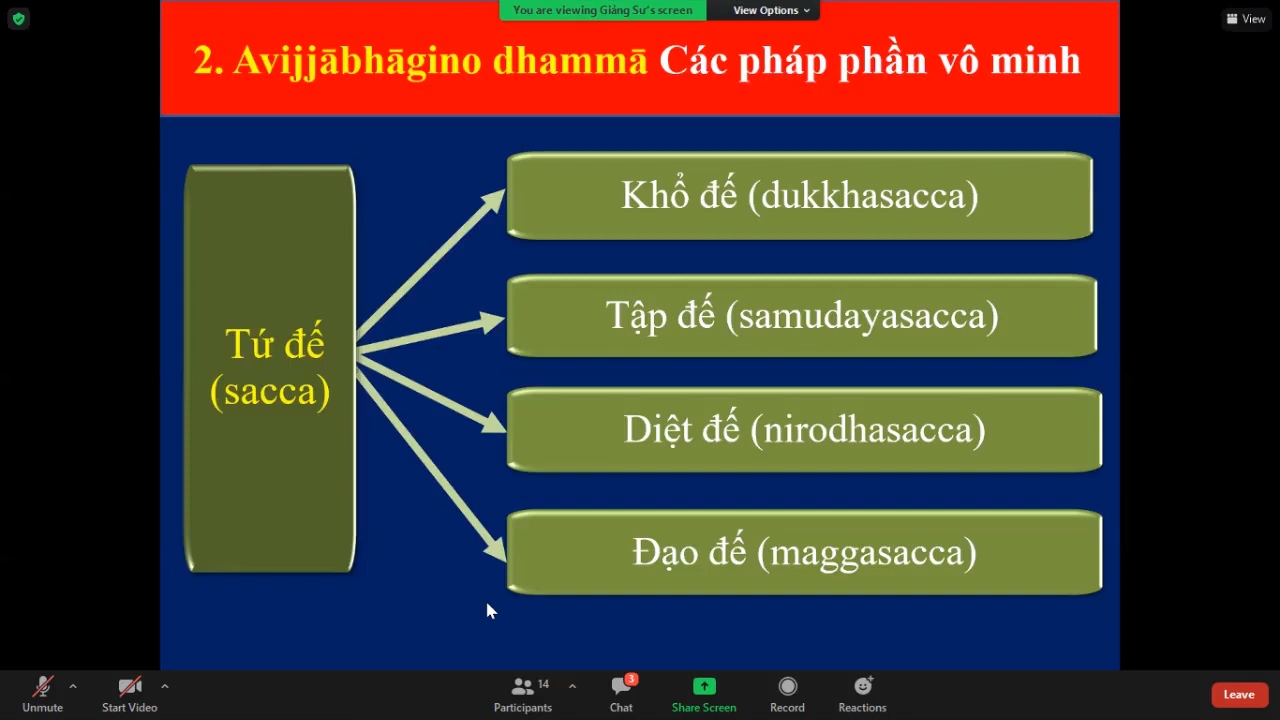 You are viewing Giảng Sư's screen
View Options
View
2. Avijjābhāgino dhammā Các pháp phần vô minh
Tứ đế
(sacca)
Khổ đế (dukkhasacca)
Tập đế (samudayasacca)
Diệt đế (nirodhasacca)
Đạo đế (maggasacca)
Unmute
Start Video
Participants
14
Chat
3
Share Screen
Record
Reactions
Leave